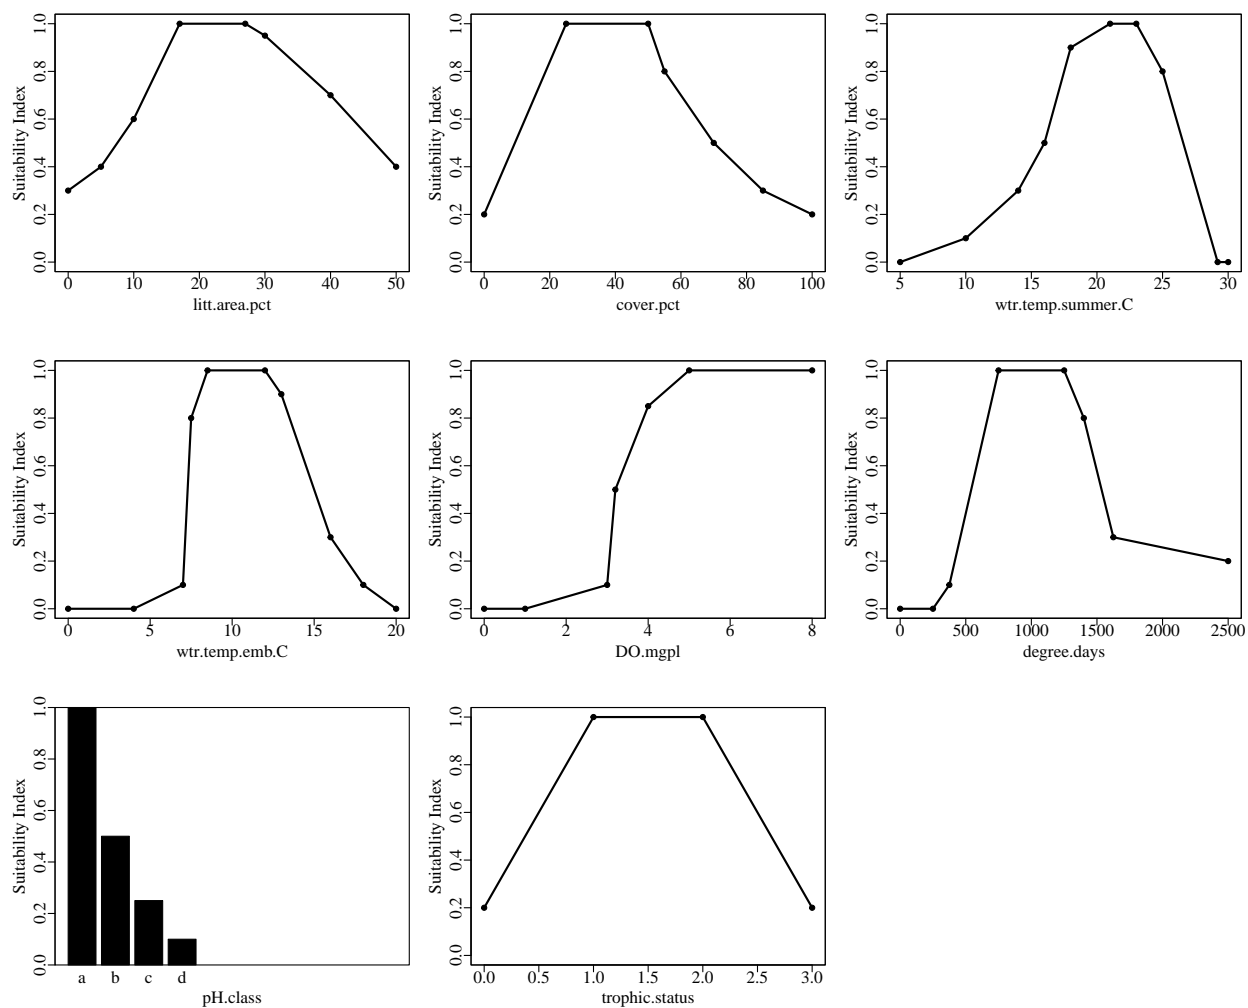 1.0
0.8
0.6
0.4
0.2
0.0
Suitability Index
0 10 20 30 40 50
litt.area.pct
1.0
0.8
0.6
0.4
0.2
0.0
Suitability Index
0 20 40 60 80 100
cover.pct
1.0
0.8
0.6
0.4
0.2
0.0
Suitability Index
5 10 15 20 25 30
wtr.temp.summer.C
1.0
0.8
0.6
0.4
0.2
0.0
Suitability Index
0 5 10 15 20
wtr.temp.emb.C
1.0
0.8
0.6
0.4
0.2
0.0
Suitability Index
0 2 4 6 8
DO.mgpl
1.0
0.8
0.6
0.4
0.2
0.0
Suitability Index
0 500 1000 1500 2000 2500
degree.days
1.0
0.8
0.6
0.4
0.2
0.0
Suitability Index
a b c d
pH.class
1.0
0.8
0.6
0.4
0.2
0.0
Suitability Index
0.0 0.5 1.0 1.5 2.0 2.5 3.0
trophic.status